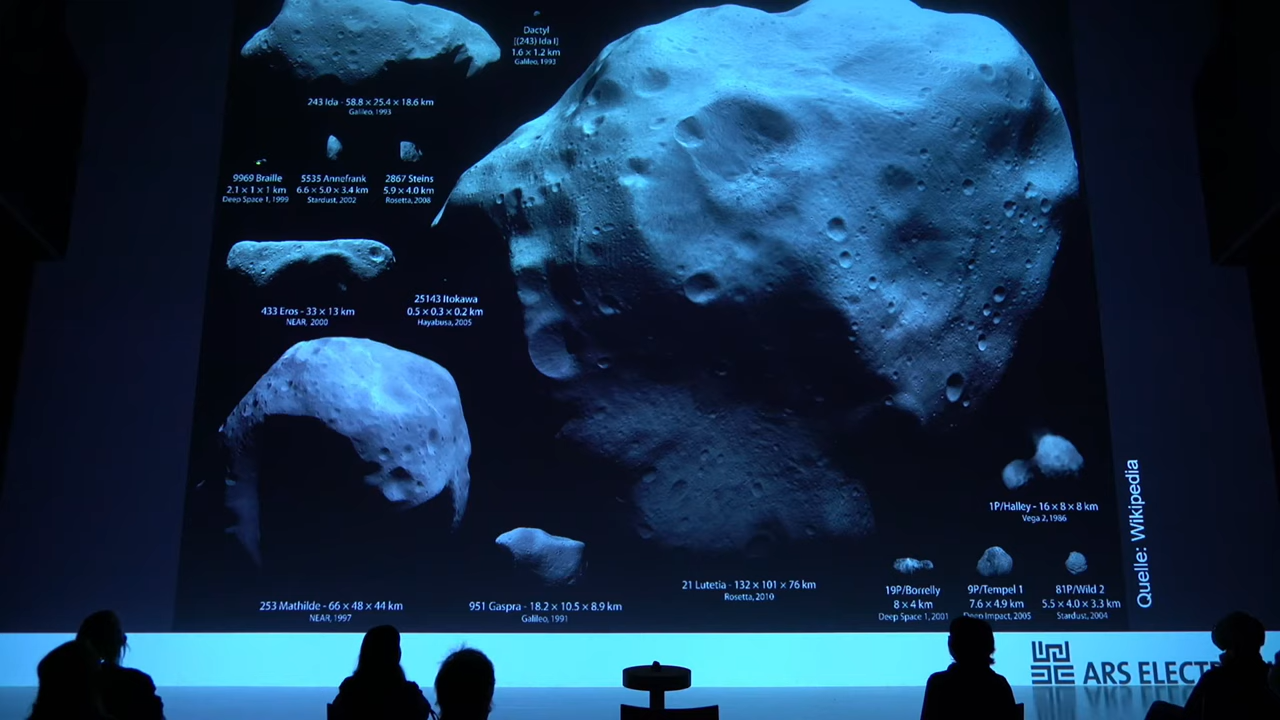 Dactyl
[(243) Ida I]
1.6 × 1.2 km
Galileo, 1993
243 Ida - 58.8 × 25.4 × 18.6 km
Galileo, 1993
9969 Braille
2.1 × 1 × 1 km
Deep Space 1, 1999
5535 Annefrank
6.6 × 5.0 × 3.4 km
Stardust, 2002
2867 Steins
5.9 × 4.0 km
Rosetta, 2008
433 Eros - 33 × 13 km
NEAR, 2000
25143 Itokawa
0.5 × 0.3 × 0.2 km
Hayabusa, 2005
253 Mathilde - 66 × 48 × 44 km
NEAR, 1997
951 Gaspra - 18.2 × 10.5 × 8.9 km
Galileo, 1991
21 Lutetia - 132 × 101 × 76 km
Rosetta, 2010
1P/Halley - 16 × 8 × 8 km
Vega 2, 1986
19P/Borrelly
8 × 4 km
Deep Space 1, 2001
9P/Tempel 1
7.6 × 4.9 km
Deep Impact, 2005
81P/Wild 2
5.5 × 4.0 × 3.3 km
Stardust, 2004
Quelle: Wikipedia
ARS ELECT